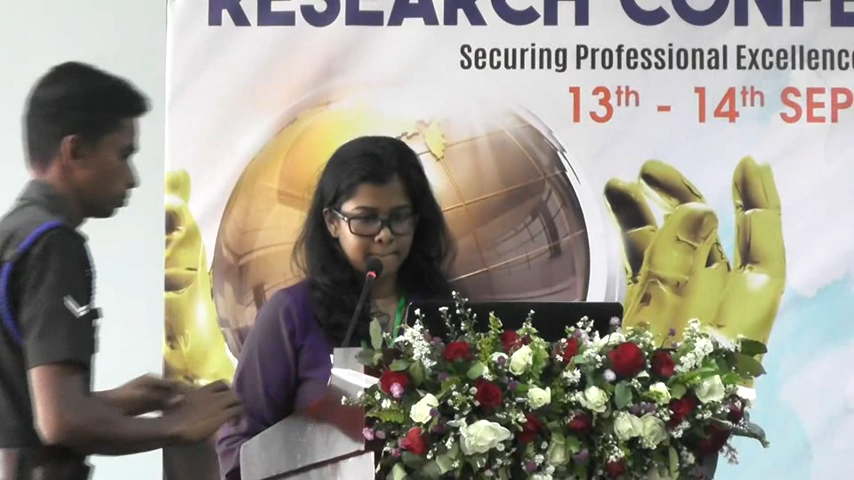 RESEARCH CONFE
Securing Professional Excellence
13th - 14th SEP